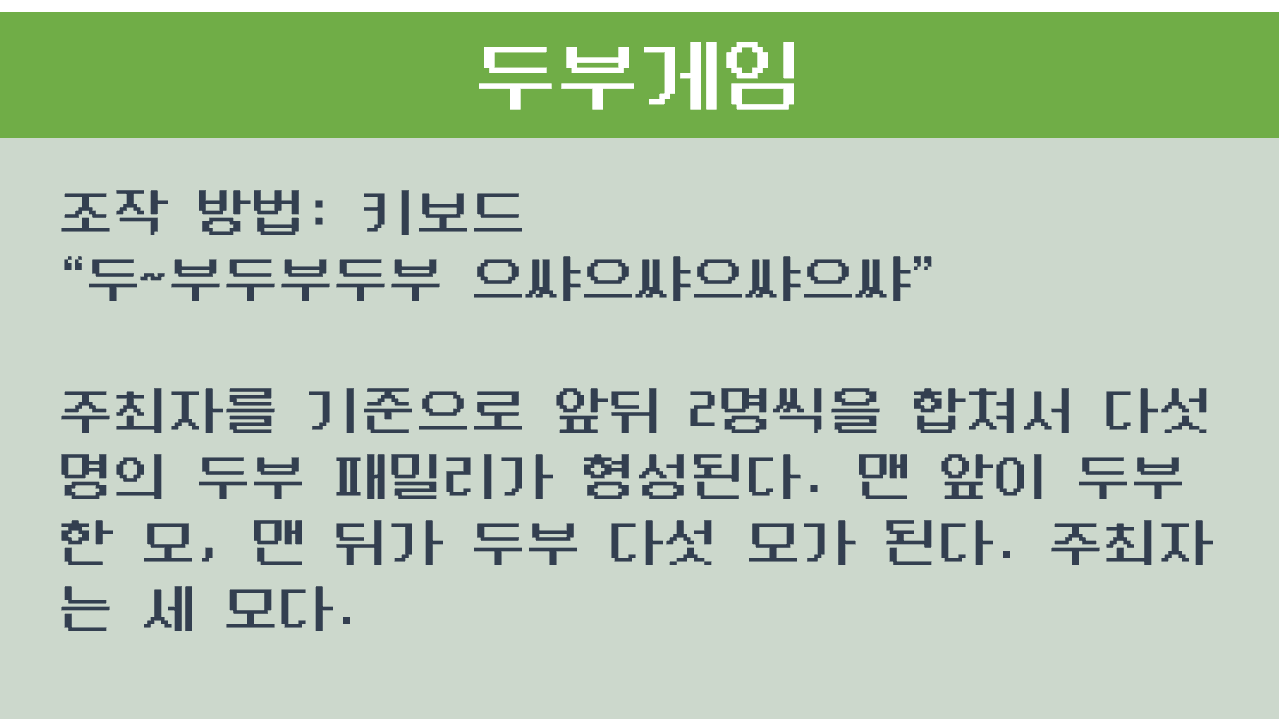 두부게임
조작 방법: 키보드
“두~부두부두부 으쌰으쌰으쌰으쌰”
주최자를 기준으로 앞뒤 2명씩을 합쳐서 다섯
명의 두부 패밀리가 형성된다. 맨 앞이 두부
한 모, 맨 뒤가 두부 다섯 모가 된다. 주최자
는 세 모다.